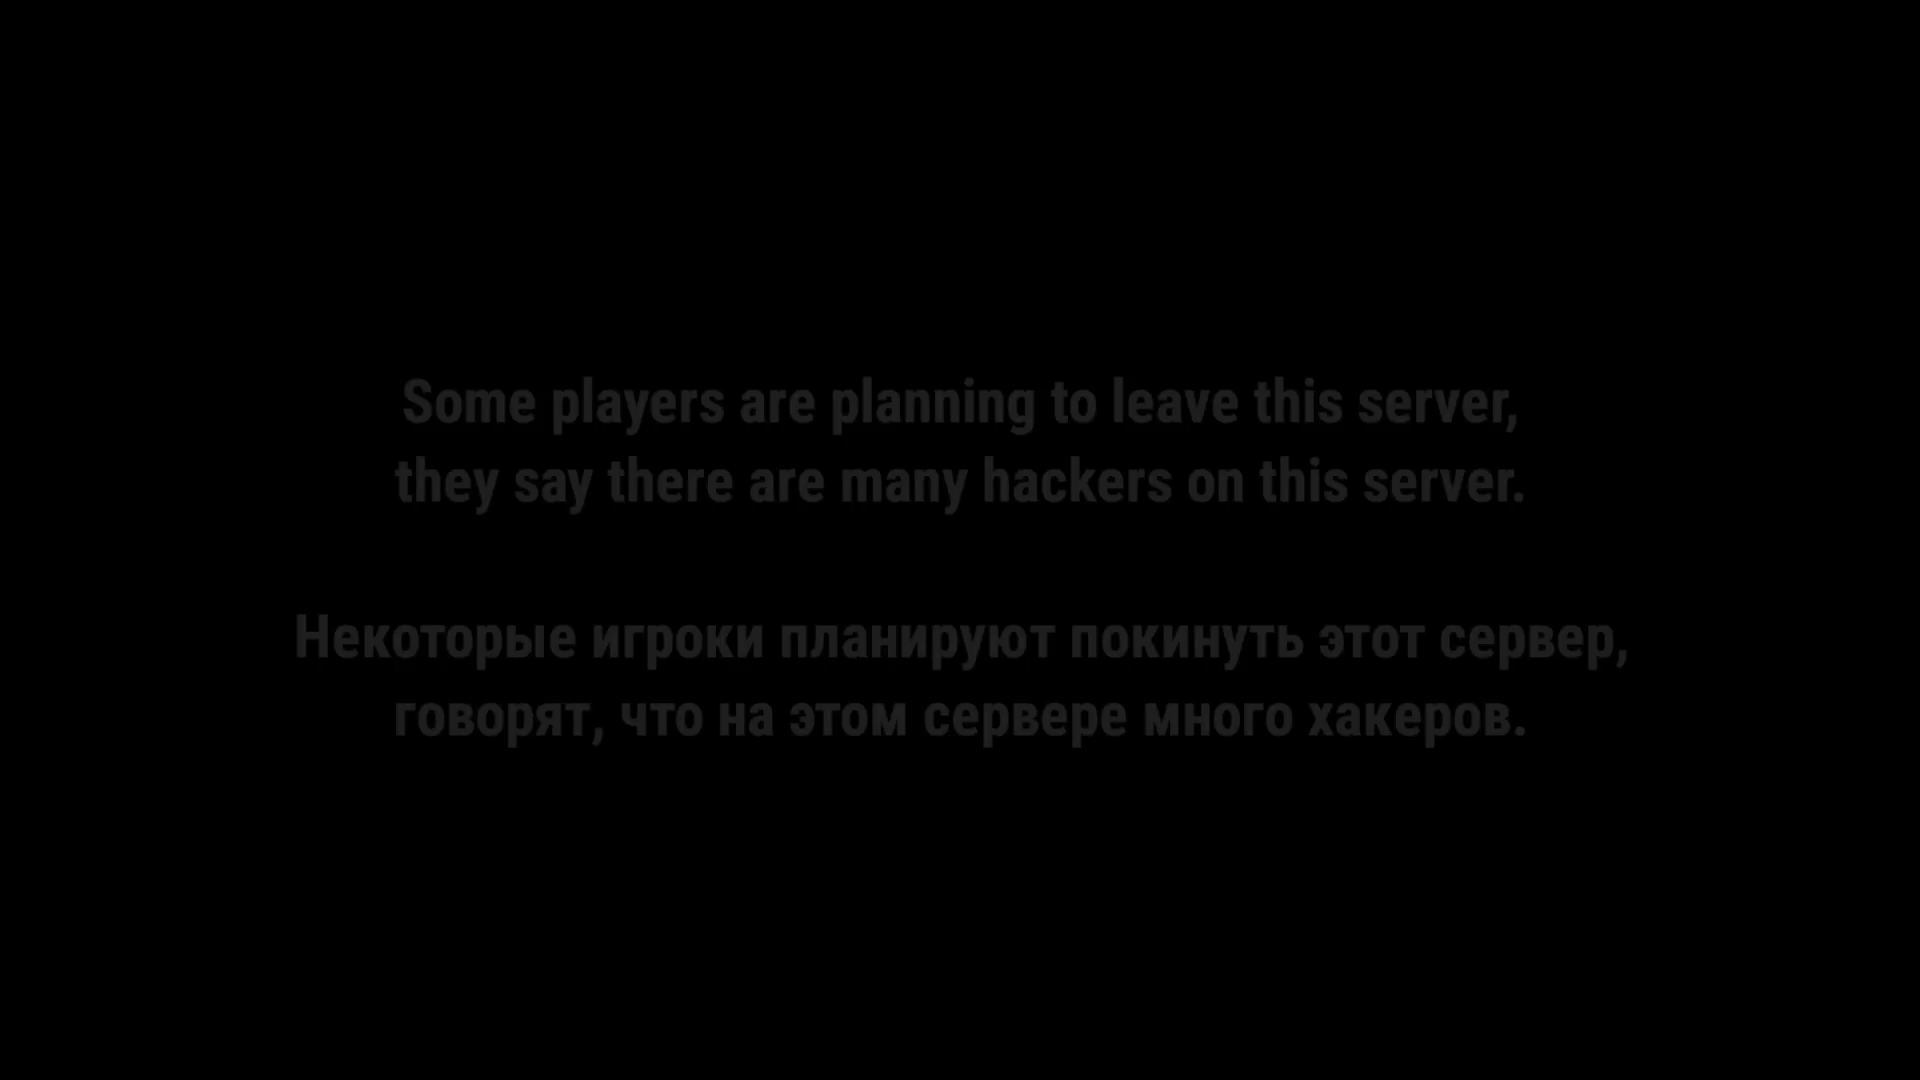 Some players are planning to leave this server,
they say there are many hackers on this server.
Некоторые игроки планируют покинуть этот сервер,
говорят, что на этом сервере много хакеров.